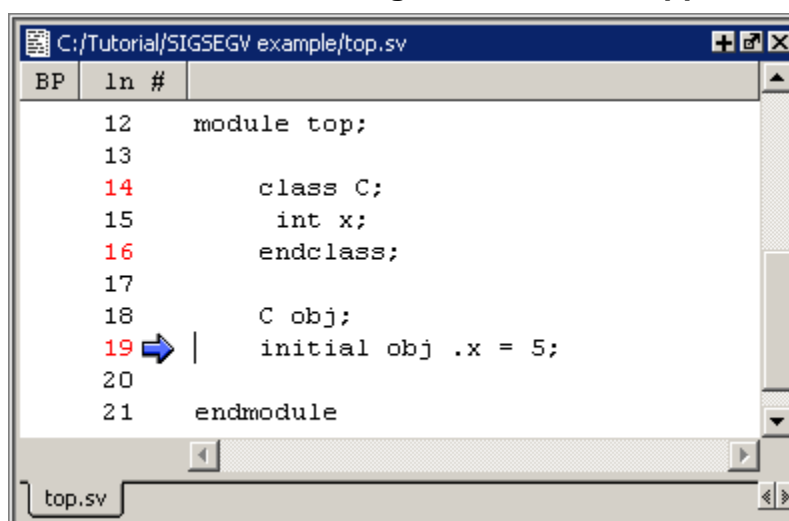 C:/Tutorial/SIGSEGV example/top.sv
BP ln #
12 module top;
13
14 class C;
15 int x;
16 endclass;
17
18 C obj;
19 initial obj .x = 5;
20
21 endmodule
top.sv